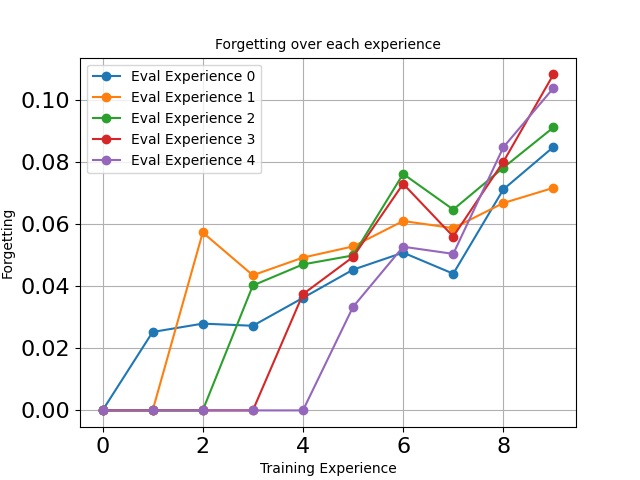 Forgetting over each experience
Eval Experience 0
Eval Experience 1
Eval Experience 2
Eval Experience 3
Eval Experience 4
Forgetting
0.10
0.08
0.06
0.04
0.02
0.00
0 2 4 6 8
Training Experience